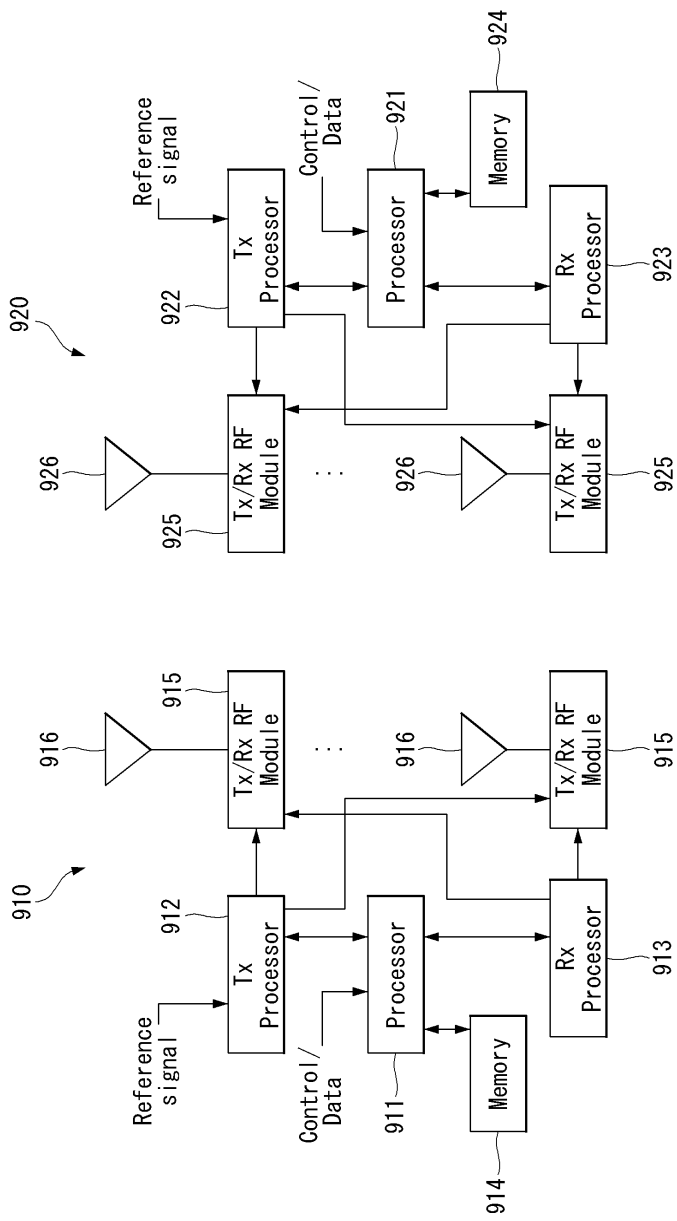 910
920
Reference
signal
912
Tx
Processor
916
915
Tx/Rx RF
Module
926
925
Tx/Rx RF
Module
922
Tx
Processor
Reference
signal
Control/
Data
911
Processor
...
...
Processor
921
Control/
Data
914
Memory
916
926
Memory
924
Rx
Processor
913
Tx/Rx RF
Module
915
Tx/Rx RF
Module
925
Rx
Processor
923